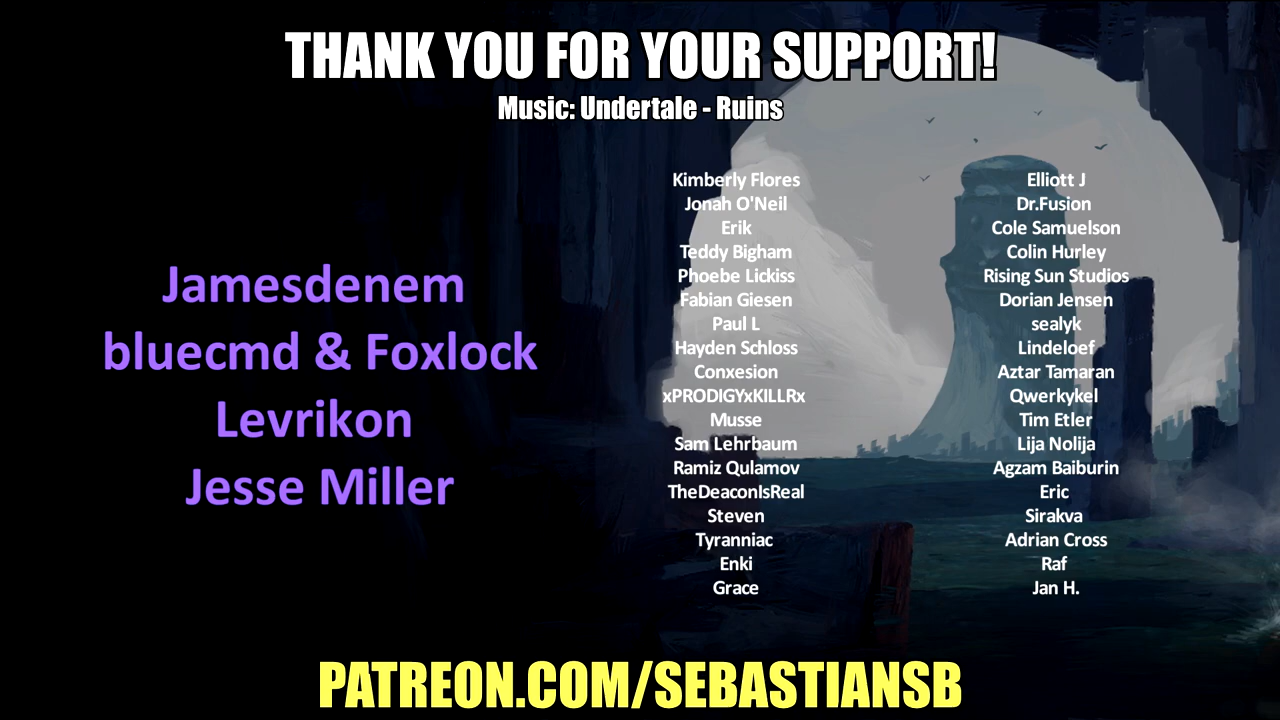 THANK YOU FOR YOUR SUPPORT!
Music: Undertale - Ruins
Jamesdenem
bluecmd & Foxlock
Levrikon
Jesse Miller
Kimberly Flores
Jonah O'Neil
Erik
Teddy Bigham
Phoebe Lickiss
Fabian Giesen
Paul L
Hayden Schloss
Conxesion
xPRODIGYxKILLRx
Musse
Sam Lehrbaum
Ramiz Qulamov
TheDeaconIsReal
Steven
Tyranniac
Enki
Grace
Elliott J
Dr.Fusion
Cole Samuelson
Colin Hurley
Rising Sun Studios
Dorian Jensen
sealyk
Lindeloef
Aztar Tamaran
Qwerkykel
Tim Etler
Lija Nolija
Agzam Baiburin
Eric
Sirakva
Adrian Cross
Raf
Jan H.
PATREON.COM/SEBASTIANSB